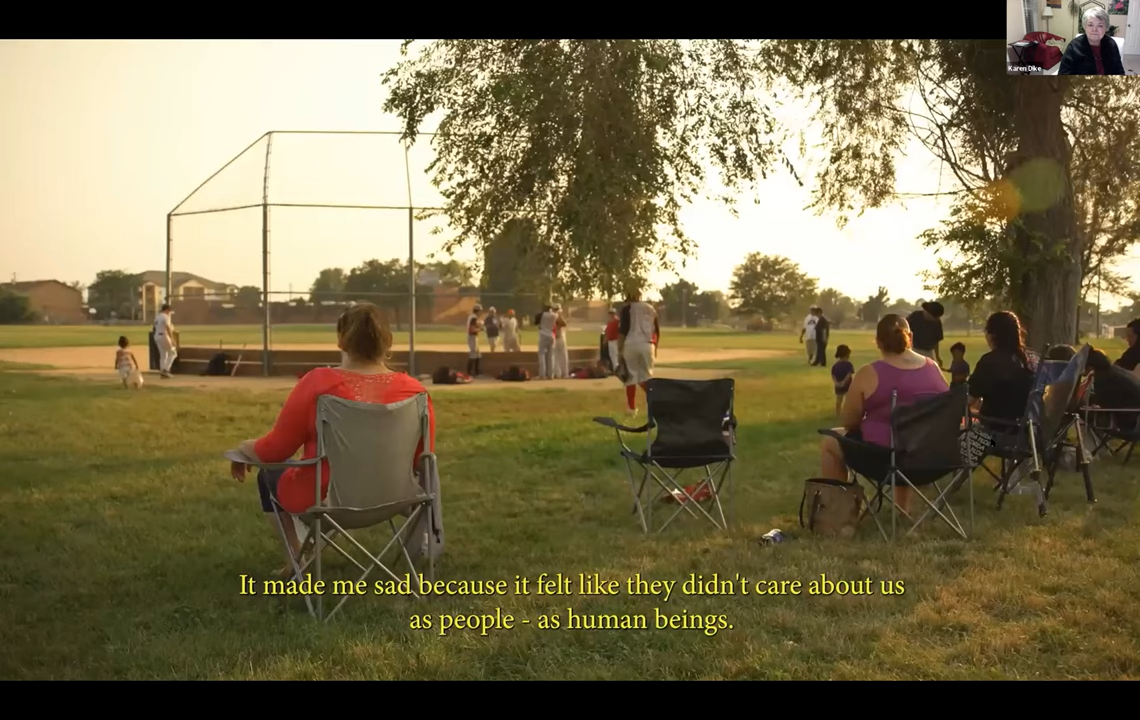 Karen Dike
It made me sad because it felt like they didn't care about us
as people - as human beings.